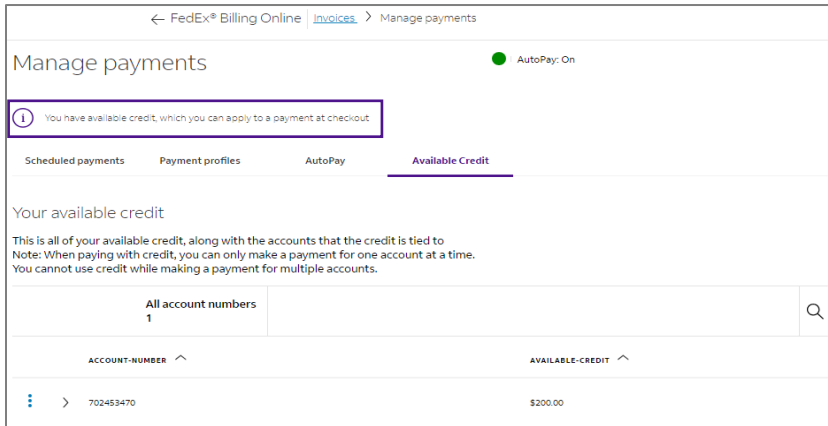 ← FedEx® Billing Online | Invoices > Manage payments
Manage payments
AutoPay: On
i You have available credit, which you can apply to a payment at checkout
Scheduled payments Payment profiles AutoPay Available Credit
Your available credit
This is all of your available credit, along with the accounts that the credit is tied to
Note: When paying with credit, you can only make a payment for one account at a time.
You cannot use credit while making a payment for multiple accounts.
All account numbers
1
ACCOUNT-NUMBER AVAILABLE-CREDIT
702453470 $200.00